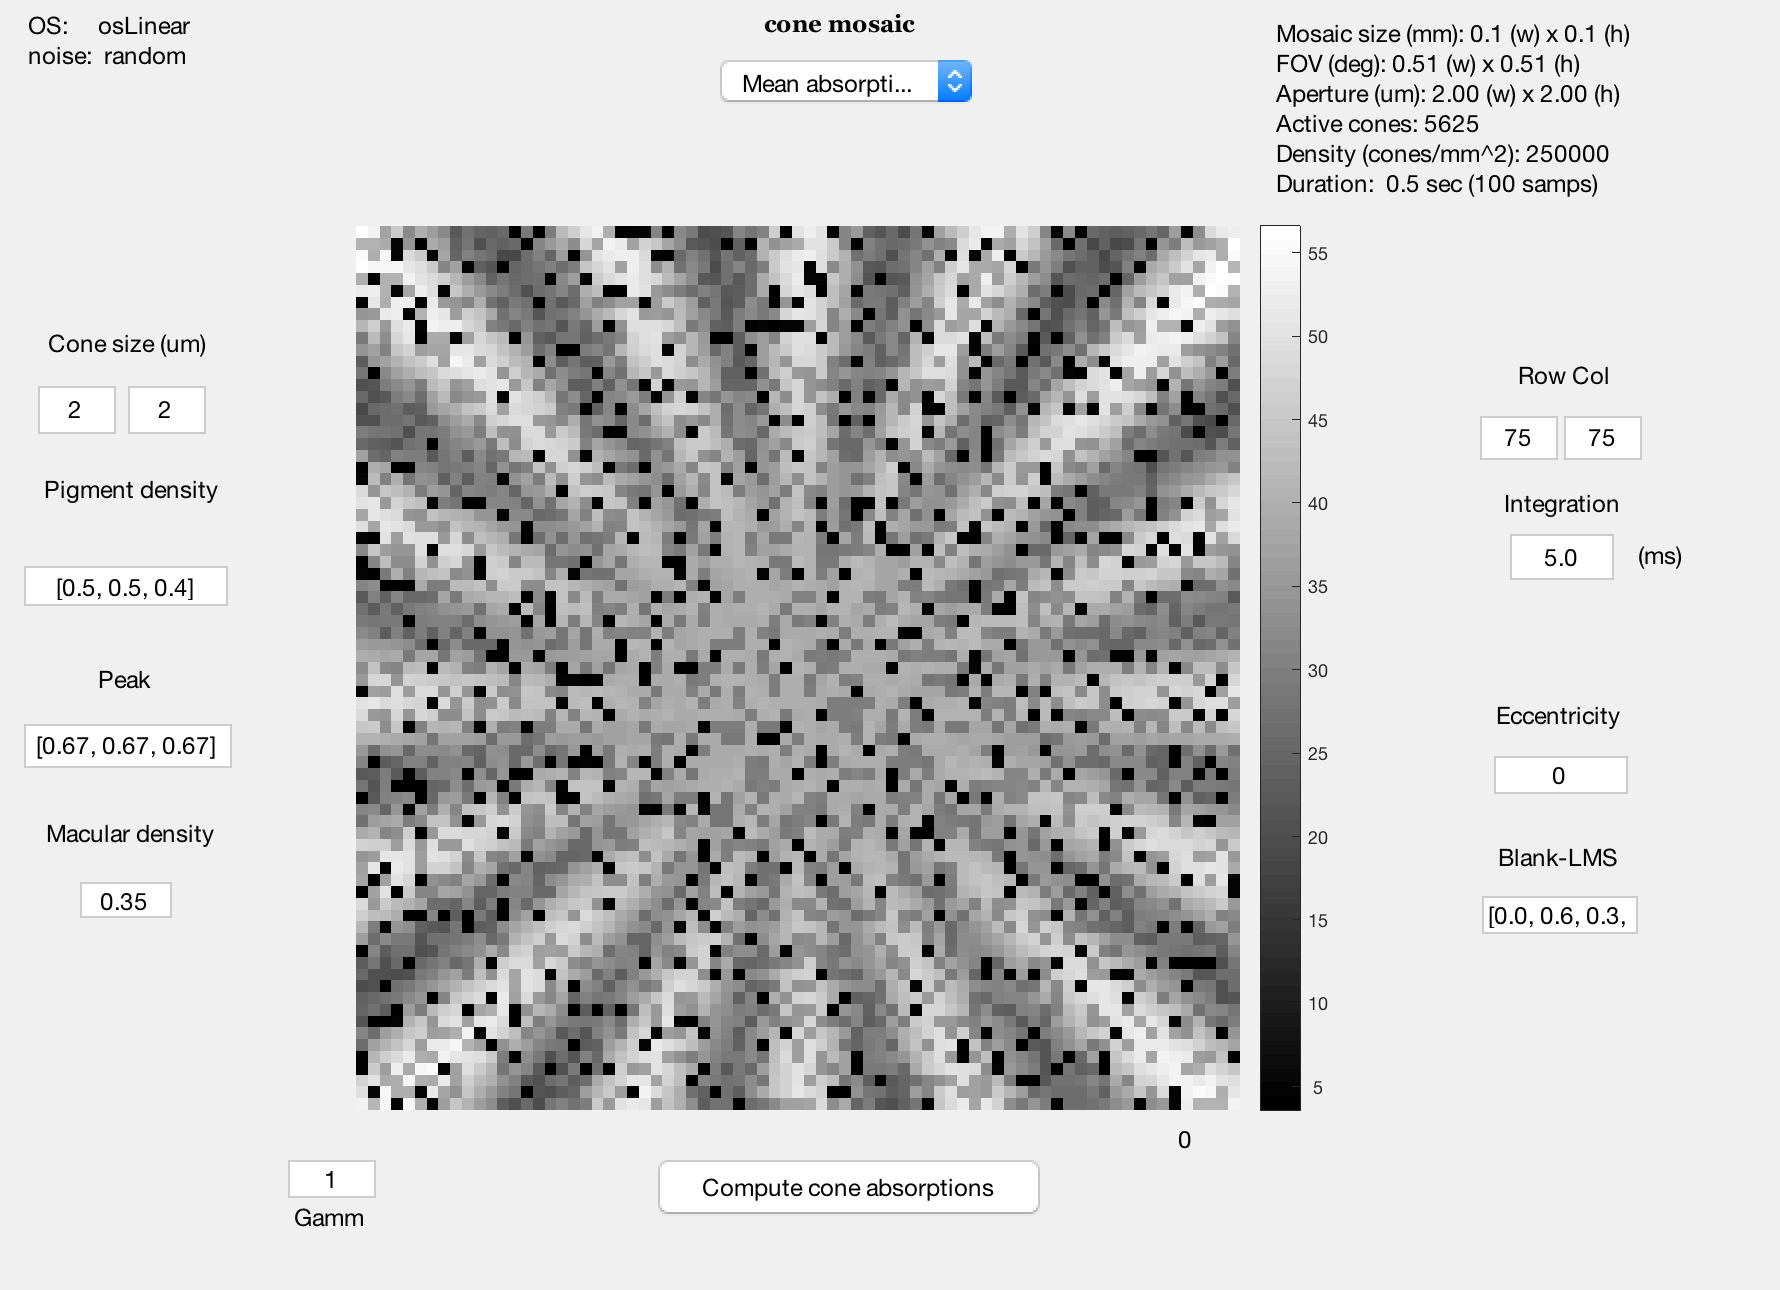 OS: osLinear
noise: random
cone mosaic
Mean absorpti...
Mosaic size (mm): 0.1 (w) x 0.1 (h)
FOV (deg): 0.51 (w) x 0.51 (h)
Aperture (um): 2.00 (w) x 2.00 (h)
Active cones: 5625
Density (cones/mm^2): 250000
Duration: 0.5 sec (100 samps)
Cone size (um)
2 2
Pigment density
[0.5, 0.5, 0.4]
Peak
[0.67, 0.67, 0.67]
Macular density
0.35
55
50
45
40
35
30
25
20
15
10
5
0
Row Col
75 75
Integration
5.0 (ms)
Eccentricity
0
Blank-LMS
[0.0, 0.6, 0.3,
1
Gamm
Compute cone absorptions